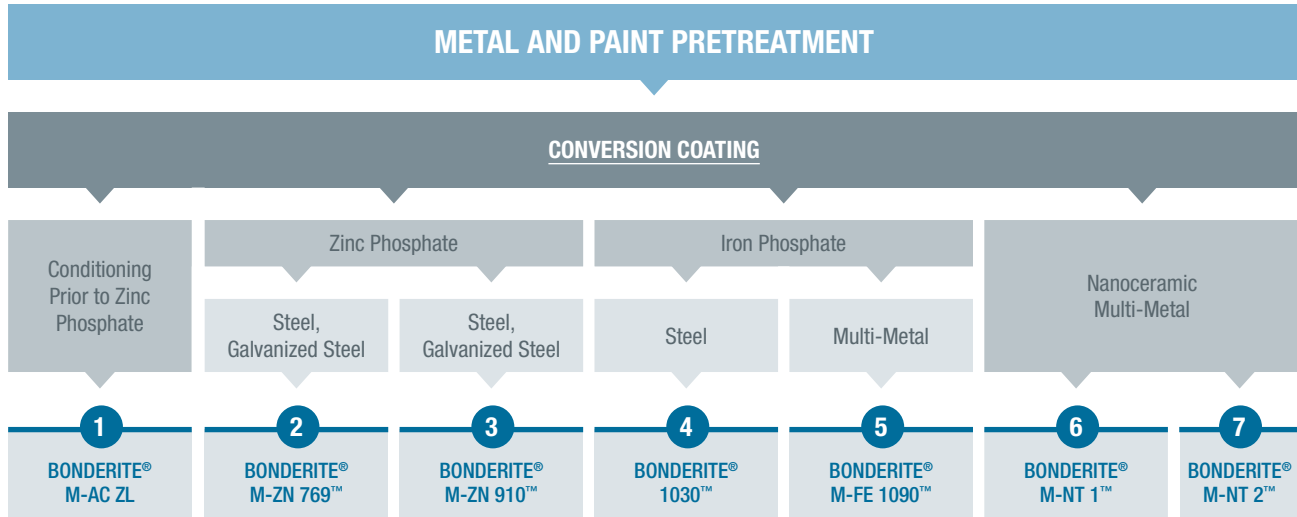 METAL AND PAINT PRETREATMENT
CONVERSION COATING
Conditioning
Prior to Zinc
Phosphate
Zinc Phosphate
Steel,
Galvanized Steel
Steel,
Galvanized Steel
Iron Phosphate
Steel
Multi-Metal
Nanoceramic
Multi-Metal
1
BONDERITE®
M-AC ZL
2
BONDERITE®
M-ZN 769™
3
BONDERITE®
M-ZN 910™
4
BONDERITE®
1030™
5
BONDERITE®
M-FE 1090™
6
BONDERITE®
M-NT 1™
7
BONDERITE®
M-NT 2™